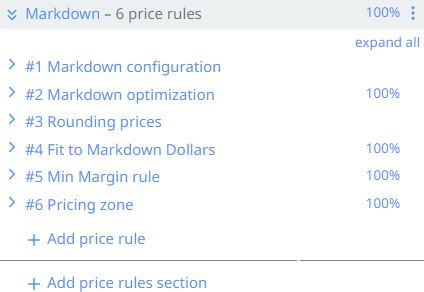 Markdown – 6 price rules 100%
expand all
#1 Markdown configuration
#2 Markdown optimization 100%
#3 Rounding prices
#4 Fit to Markdown Dollars 100%
#5 Min Margin rule 100%
#6 Pricing zone 100%
+ Add price rule
+ Add price rules section